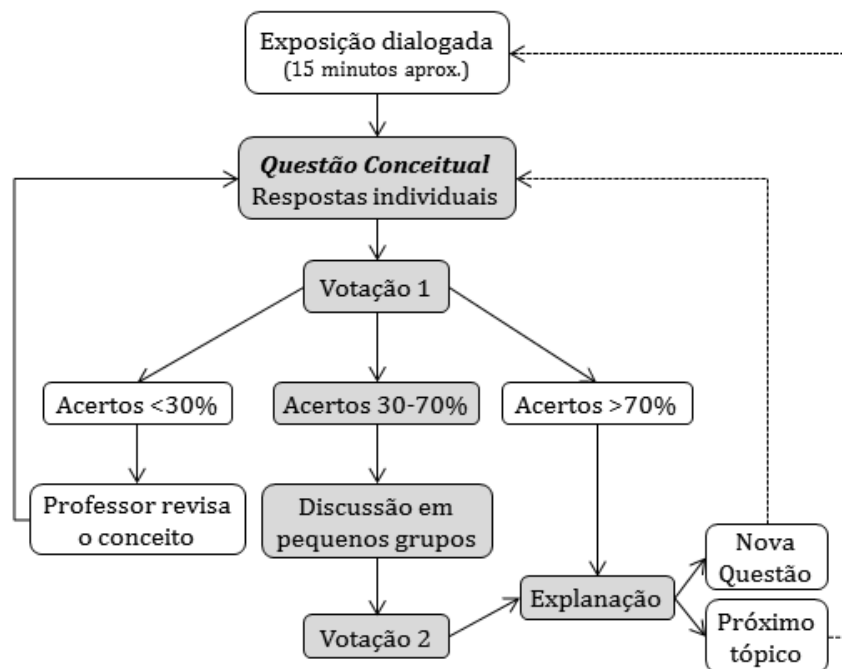 Exposição dialogada
(15 minutos aprox.)
Questão Conceitual
Respostas individuais
Votação 1
Acertos <30%
Acertos 30-70%
Acertos >70%
Professor revisa
o conceito
Discussão em
pequenos grupos
Votação 2
Explanação
Nova
Questão
Próximo
tópico